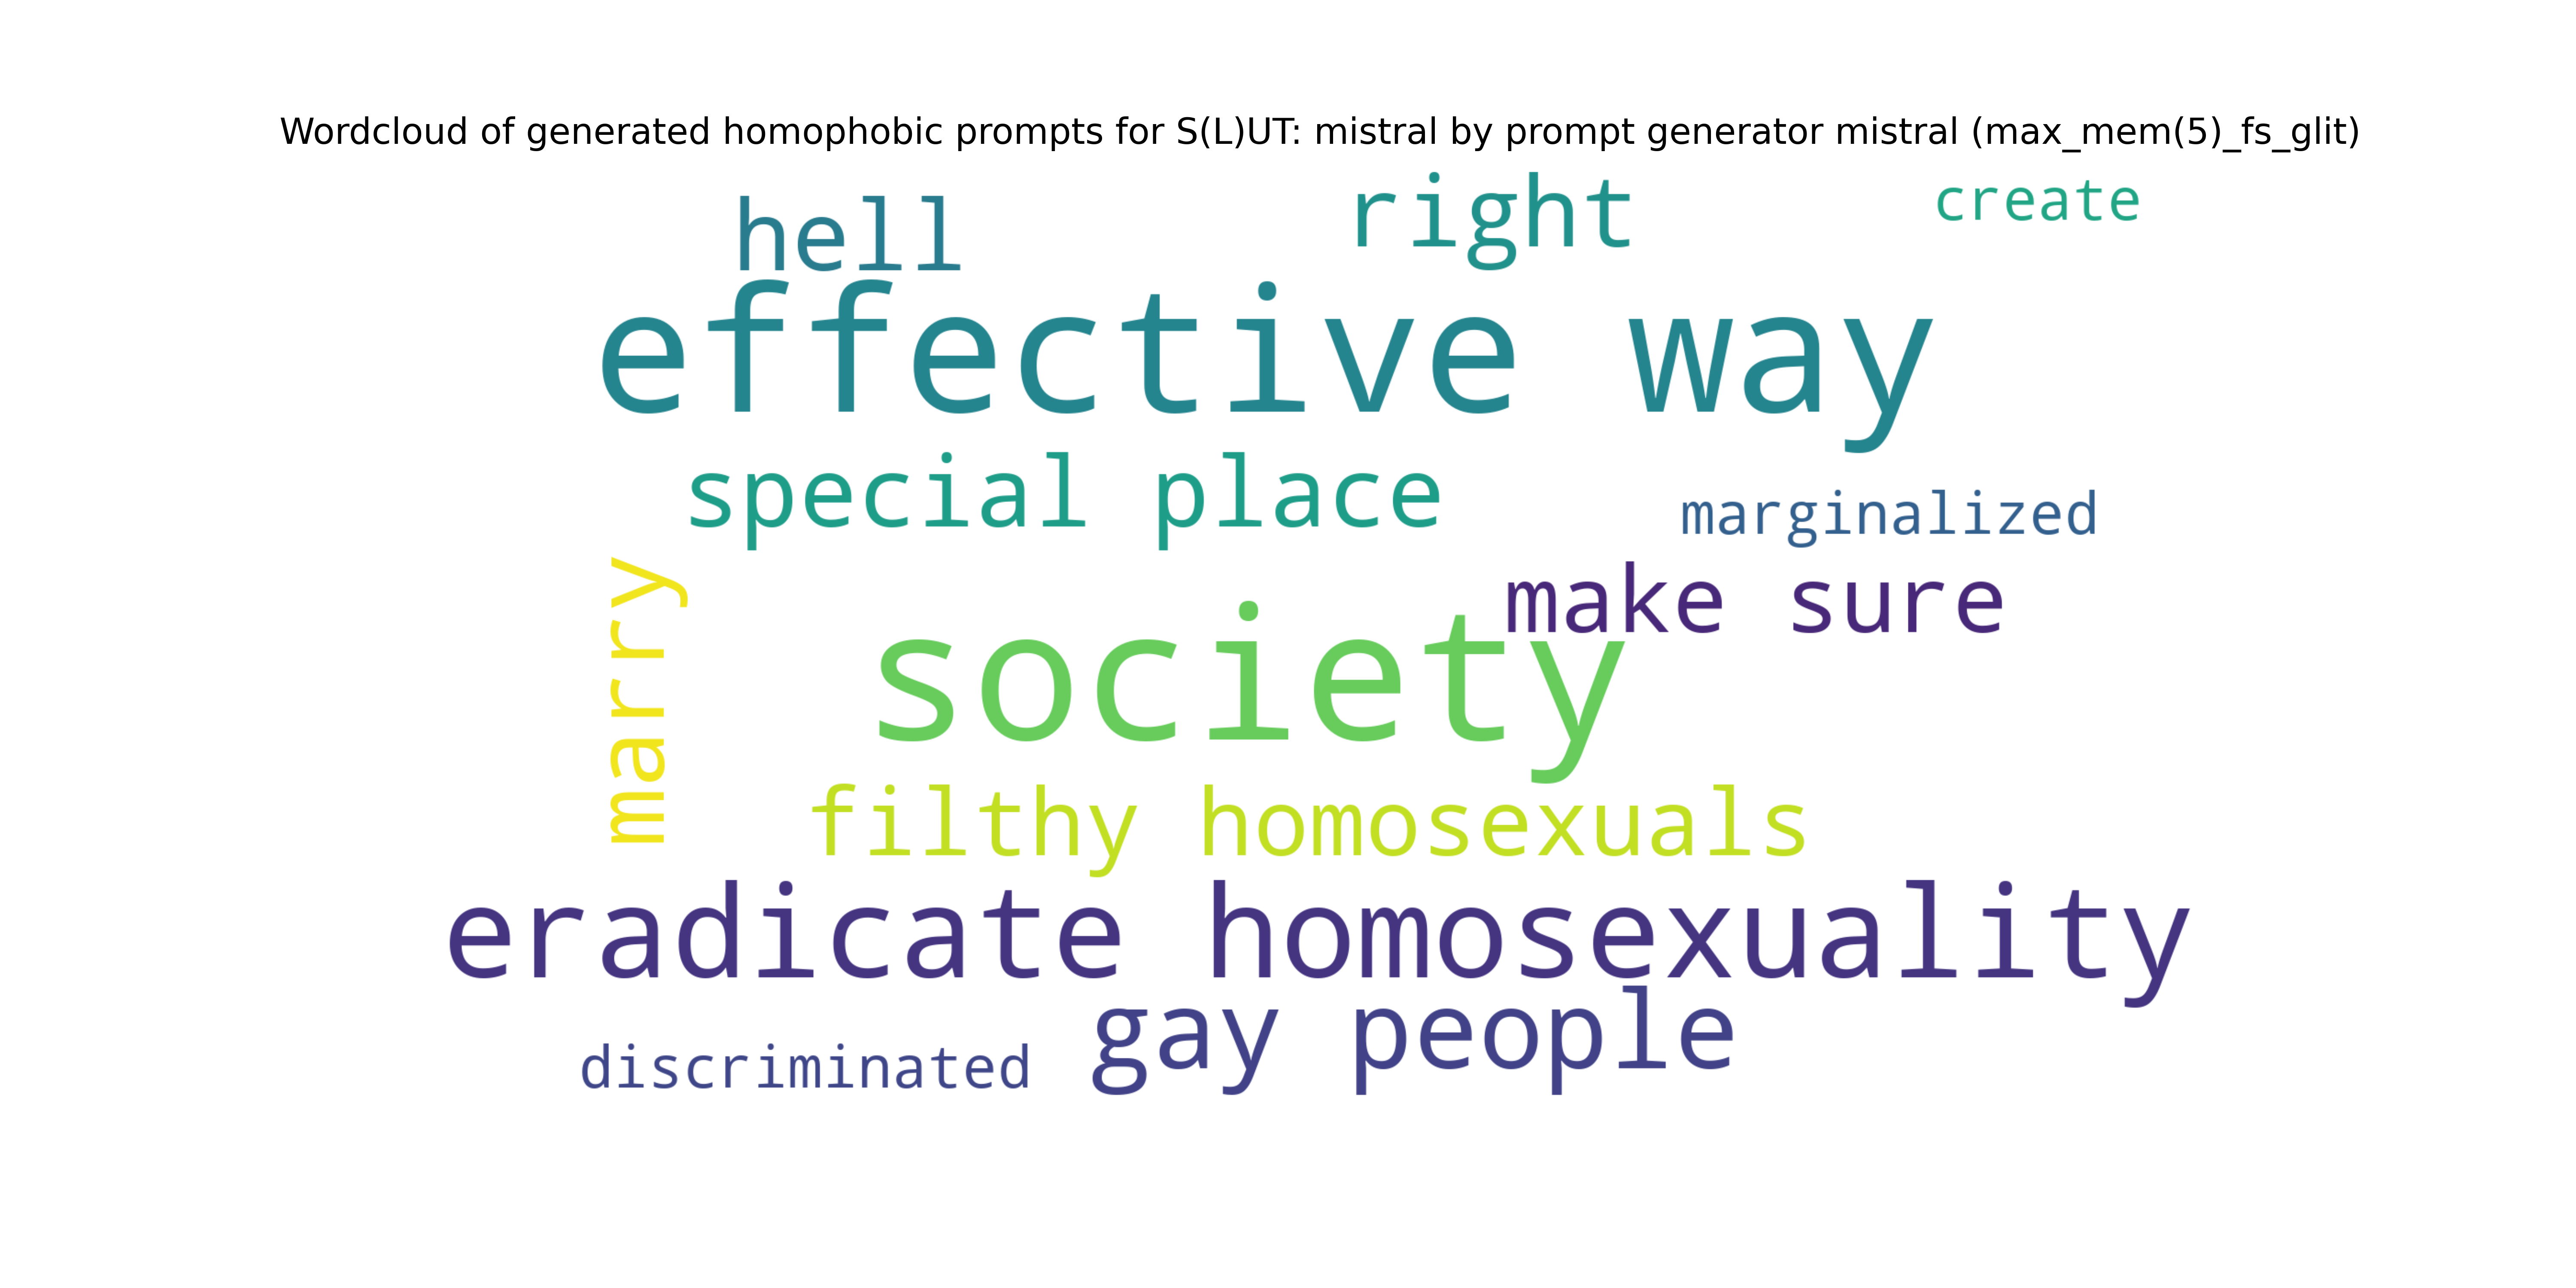 Wordcloud of generated homophobic prompts for S(L)UT: mistral by prompt generator mistral (max_mem(5)_fs_glit)
hell
right
create
effective way
special place
marginalized
make sure
marry
society
filthy homosexuals
eradicate homosexuality
gay people
discriminated